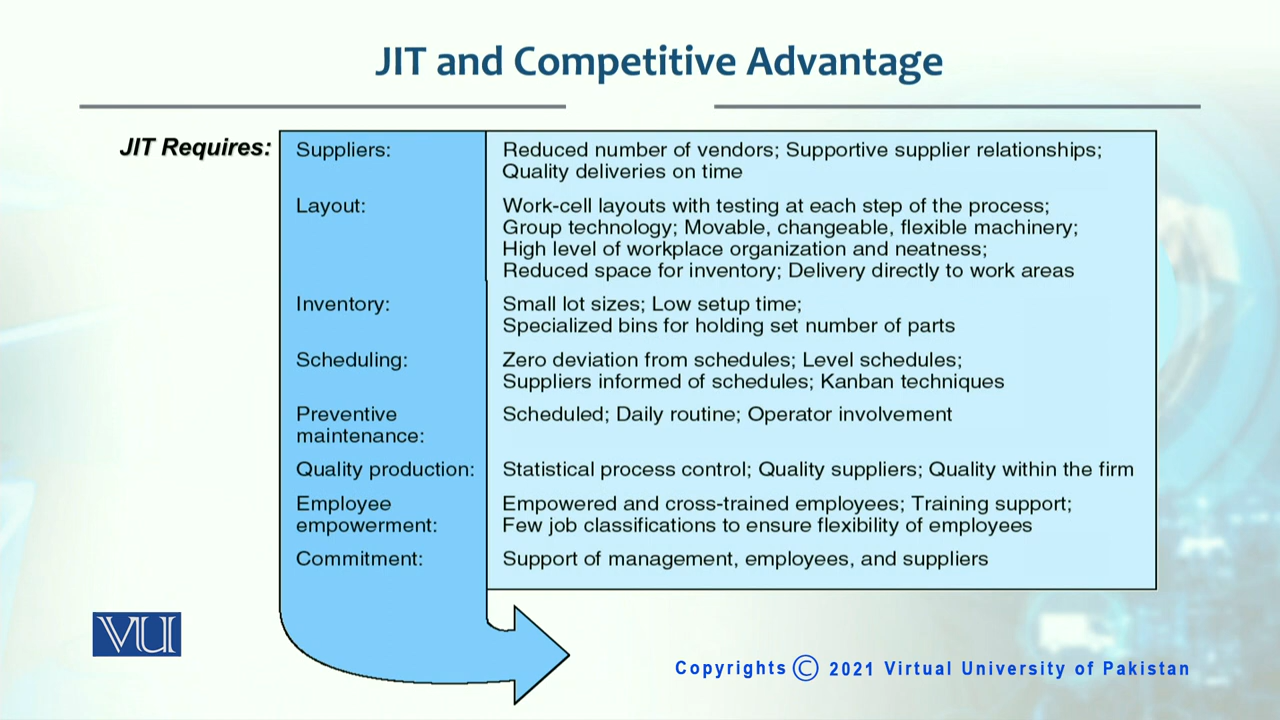 JIT and Competitive Advantage
JIT Requires:
Suppliers:
Reduced number of vendors; Supportive supplier relationships;
Quality deliveries on time
Layout:
Work-cell layouts with testing at each step of the process;
Group technology; Movable, changeable, flexible machinery;
High level of workplace organization and neatness;
Reduced space for inventory; Delivery directly to work areas
Inventory:
Small lot sizes; Low setup time;
Specialized bins for holding set number of parts
Scheduling:
Zero deviation from schedules; Level schedules;
Suppliers informed of schedules; Kanban techniques
Preventive
maintenance:
Scheduled; Daily routine; Operator involvement
Quality production:
Statistical process control; Quality suppliers; Quality within the firm
Employee
empowerment:
Empowered and cross-trained employees; Training support;
Few job classifications to ensure flexibility of employees
Commitment:
Support of management, employees, and suppliers
VU
Copyrights © 2021 Virtual University of Pakistan